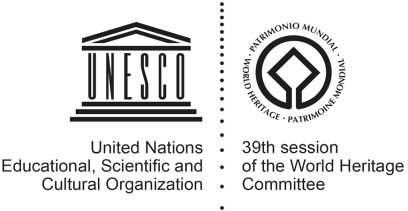 UNESCO
United Nations
Educational, Scientific and
Cultural Organization
WORLD HERITAGE · PATRIMONIO MUNDIAL · PATRIMOINE MONDIAL ·
39th session
of the World Heritage
Committee